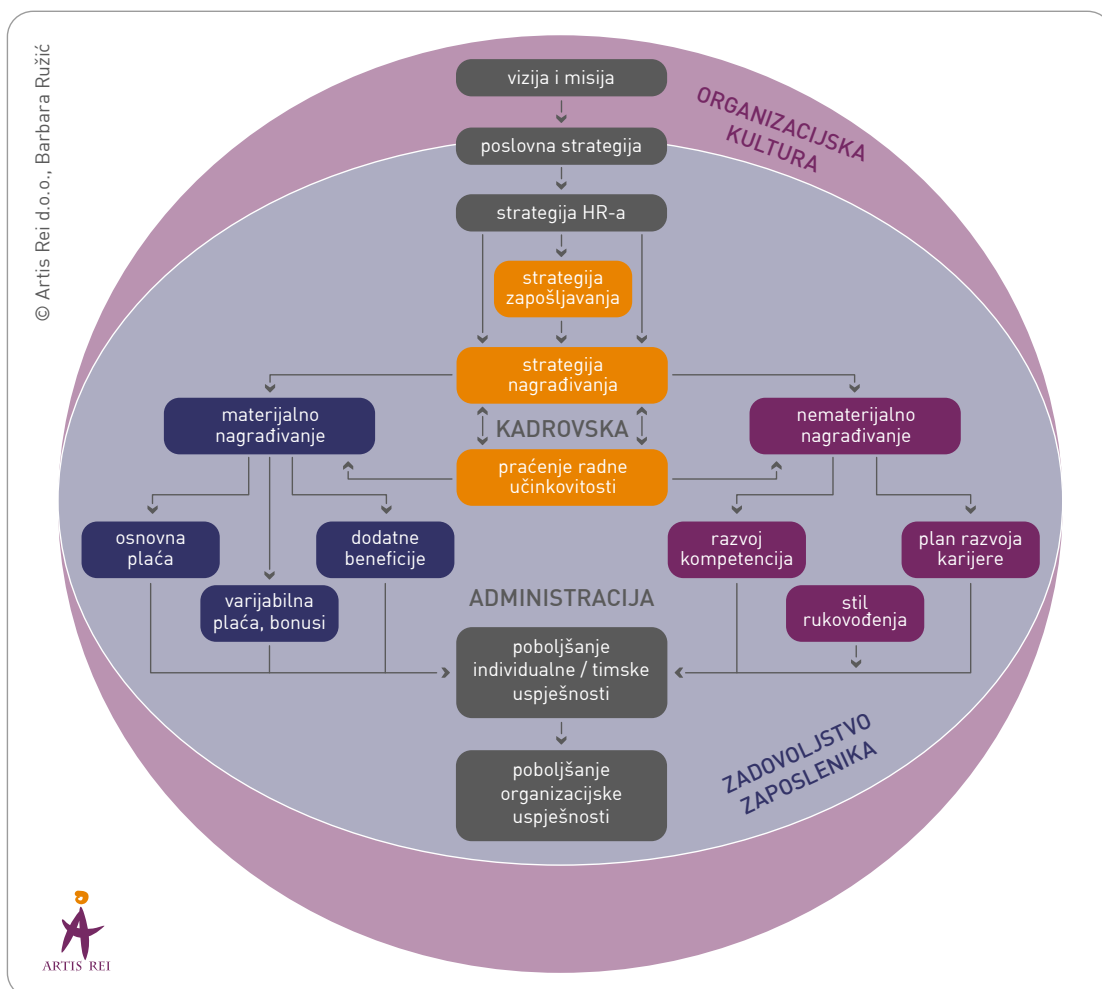 © Artis Rei d.o.o., Barbara Ružić
vizija i misija
ORGANIZACIJSKA
KULTURA
poslovna strategija
strategija HR-a
strategija
zapošljavanja
strategija
nagrađivanja
materijalno
nagrađivanje
KADROVSKA
nematerijalno
nagrađivanje
praćenje radne
učinkovitosti
osnovna
plaća
dodatne
beneficije
razvoj
kompetencija
plan razvoja
karijere
varijabilna
plaća, bonusi
ADMINISTRACIJA
stil
rukovođenja
poboljšanje
individualne / timske
uspješnosti
ZADOVOLJSTVO
ZAPOSLENIKA
poboljšanje
organizacijske
uspješnosti
ARTIS REI